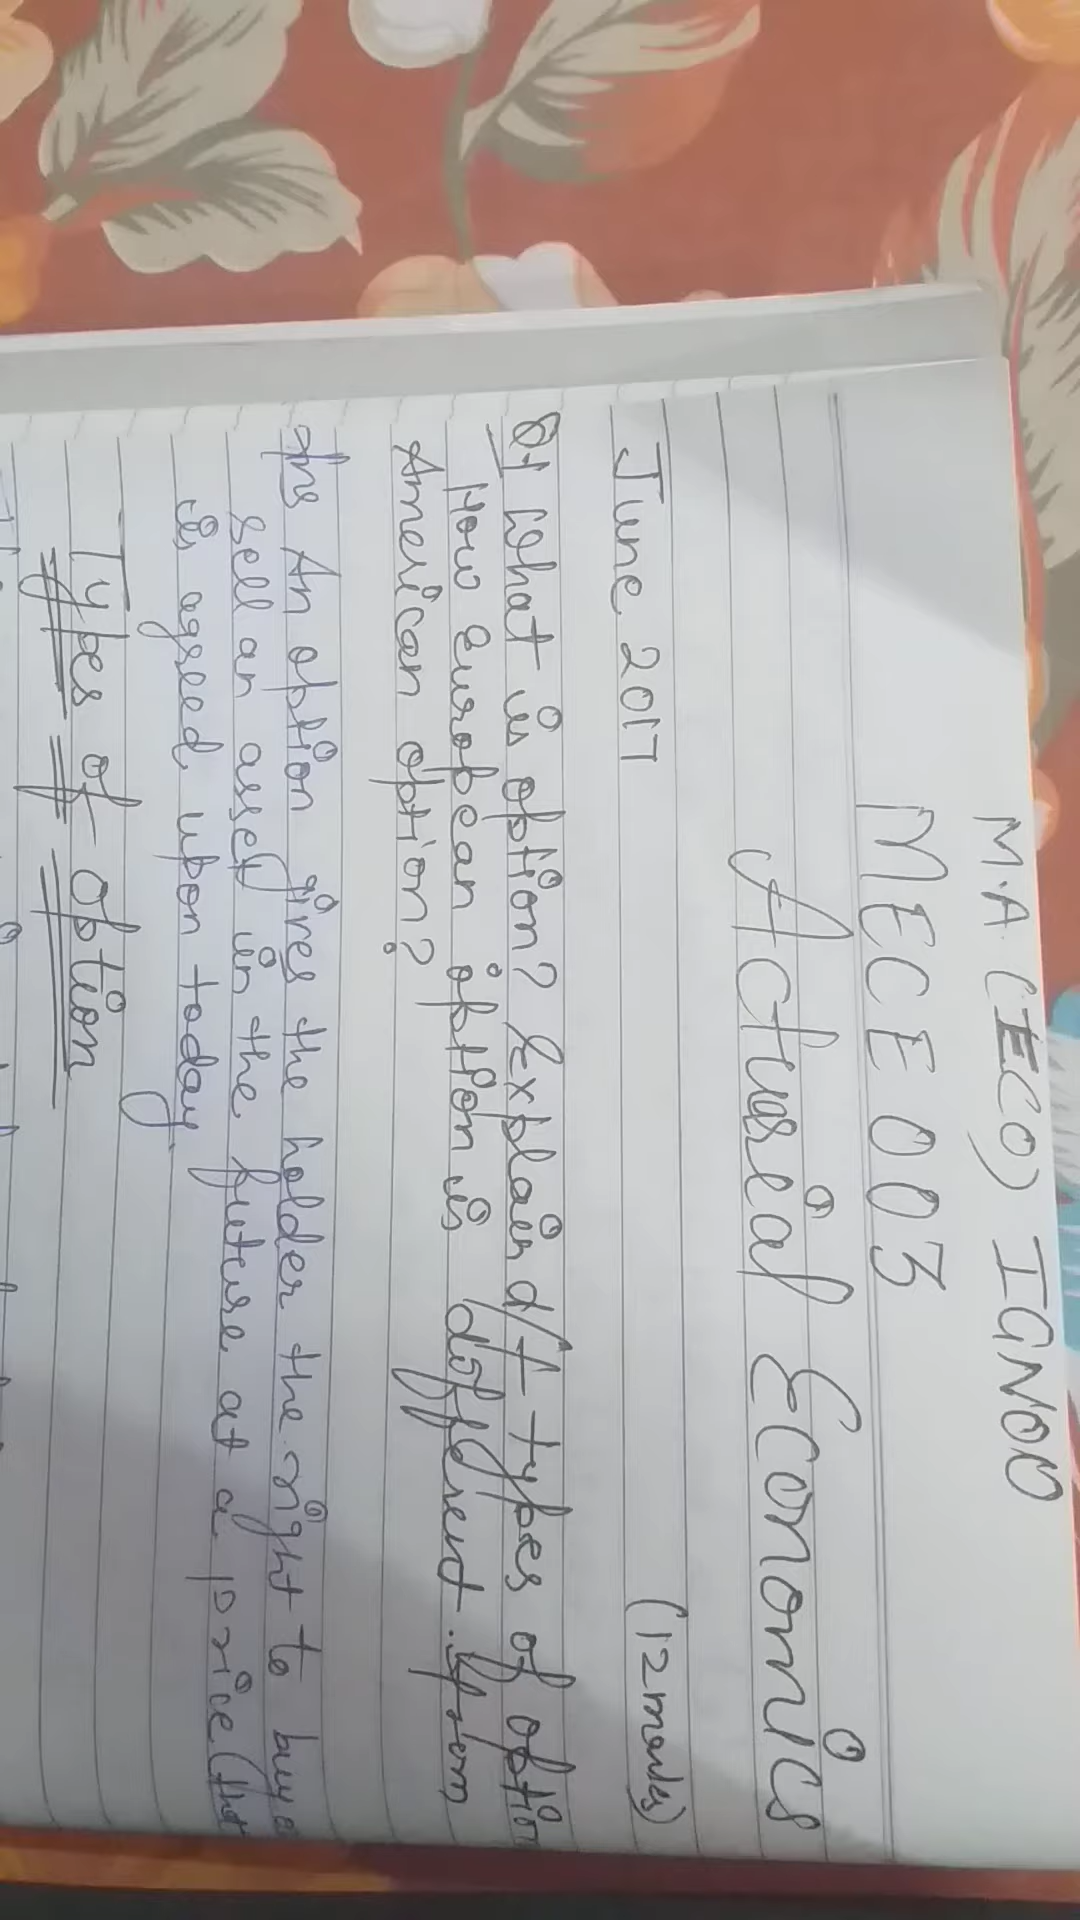 M.A. (ECO) IGNOU
MECE 003
Actuarial Economics
June 2017 (12 marks)
Q.1 What is option? Explain d/f types of option
How European option is different from
American option?
Ans An option gives the holder the right to buy
sell an asset in the future at a price (that
is agreed upon today.
Types of option